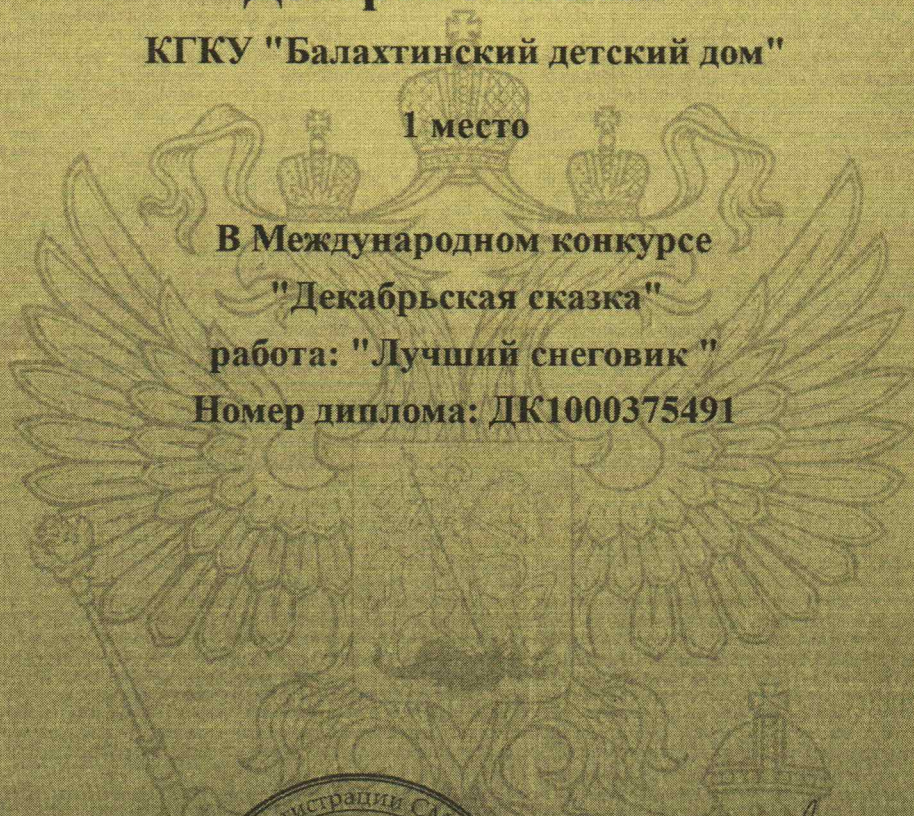 КГКУ "Балахтинский детский дом"
1 место
В Международном конкурсе
"Декабрьская сказка"
работа: "Лучший снеговик "
Номер диплома: ДК1000375491